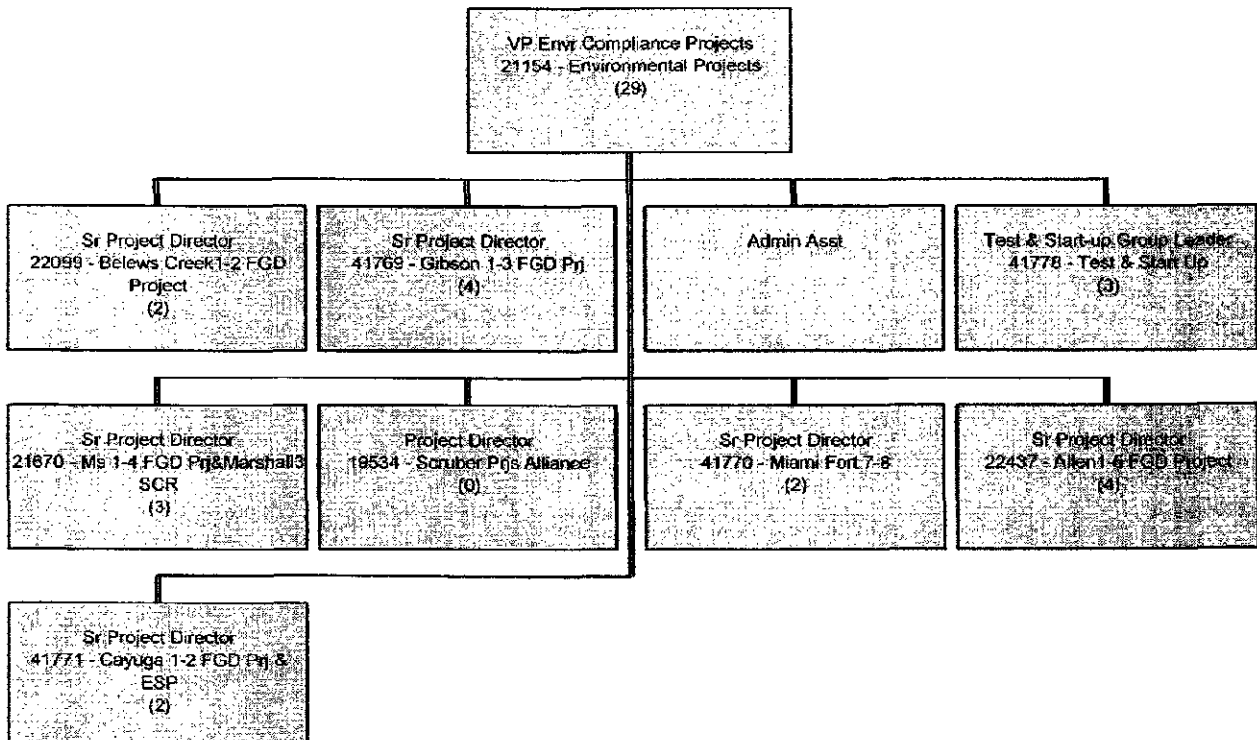 VP Envr Compliance Projects
21154 - Environmental Projects
(29)
Sr Project Director
22099 - Belews Creek1-2 FGD
Project
(2)
Sr Project Director
41769 - Gibson 1-3 FGD Prj
(4)
Admin Asst
Test & Start-up Group Leader
41778 - Test & Start Up
(3)
Sr Project Director
21670 - Ms 1-4 FGD Prj&Marshall3
SCR
(3)
Project Director
19534 - Scruber Prjs Alliance
(0)
Sr Project Director
41770 - Miami Fort 7-8
(2)
Sr Project Director
22437 - Allen1-5 FGD Project
(4)
Sr Project Director
41771 - Cayuga 1-2 FGD Prj &
ESP
(2)